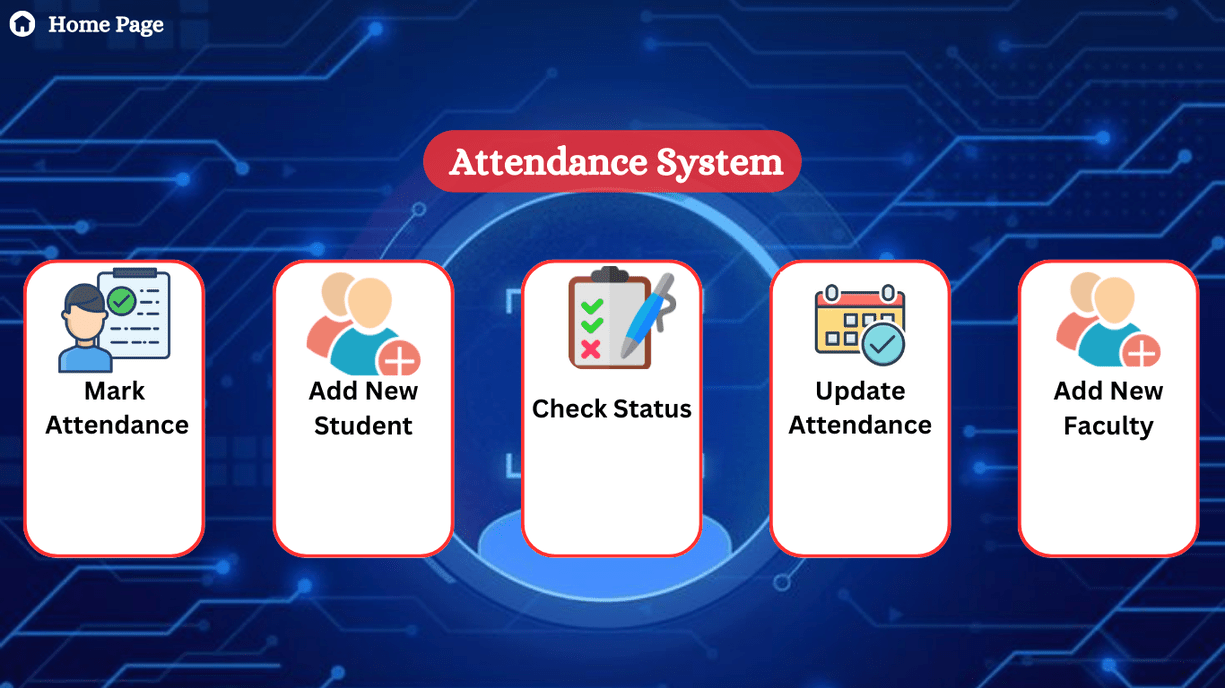 Home Page
Attendance System
Mark
Attendance
Add New
Student
Check Status
Update
Attendance
Add New
Faculty